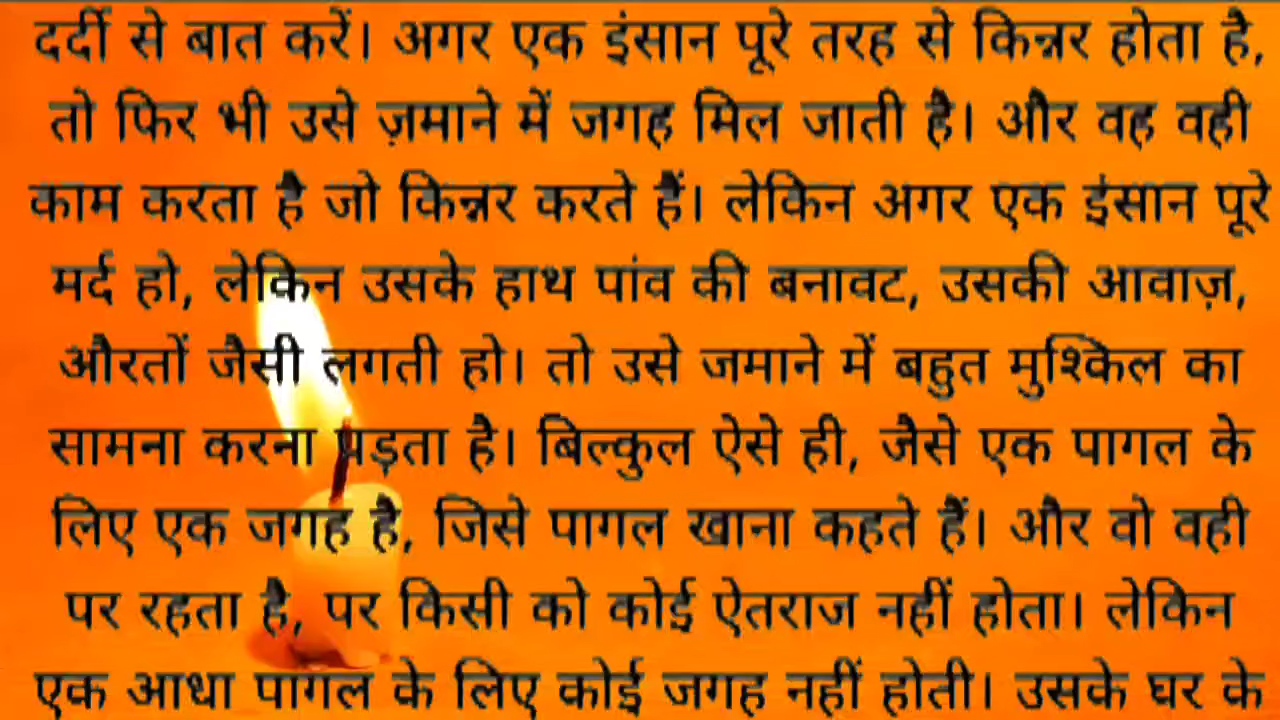 दर्दी से बात करें। अगर एक इंसान पूरे तरह से किन्नर होता है,
तो फिर भी उसे ज़माने में जगह मिल जाती है। और वह वही
काम करता है जो किन्नर करते हैं। लेकिन अगर एक इंसान पूरे
मर्द हो, लेकिन उसके हाथ पांव की बनावट, उसकी आवाज़,
औरतों जैसी लगती हो। तो उसे जमाने में बहुत मुश्किल का
सामना करना पड़ता है। बिल्कुल ऐसे ही, जैसे एक पागल के
लिए एक जगह है, जिसे पागल खाना कहते हैं। और वो वही
पर रहता है, पर किसी को कोई ऐतराज नहीं होता। लेकिन
एक आधा पागल के लिए कोई जगह नहीं होती। उसके घर के